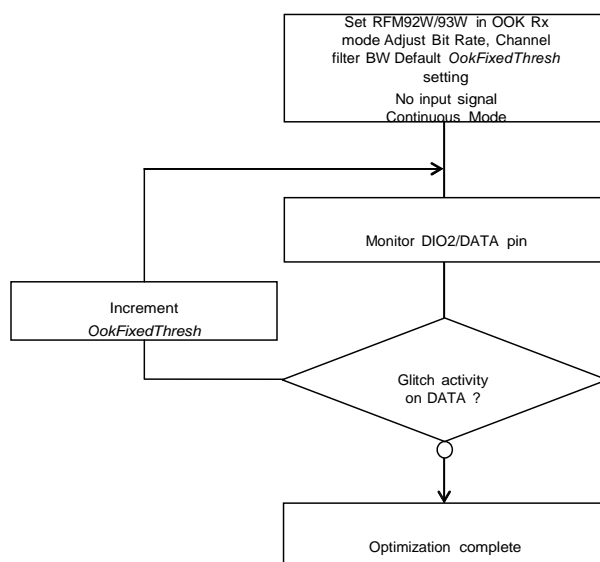 Set RFM92W/93W in OOK Rx
mode Adjust Bit Rate, Channel
filter BW Default OokFixedThresh
setting
No input signal
Continuous Mode
Monitor DIO2/DATA pin
Increment
OokFixedThresh
Glitch activity
on DATA ?
Optimization complete